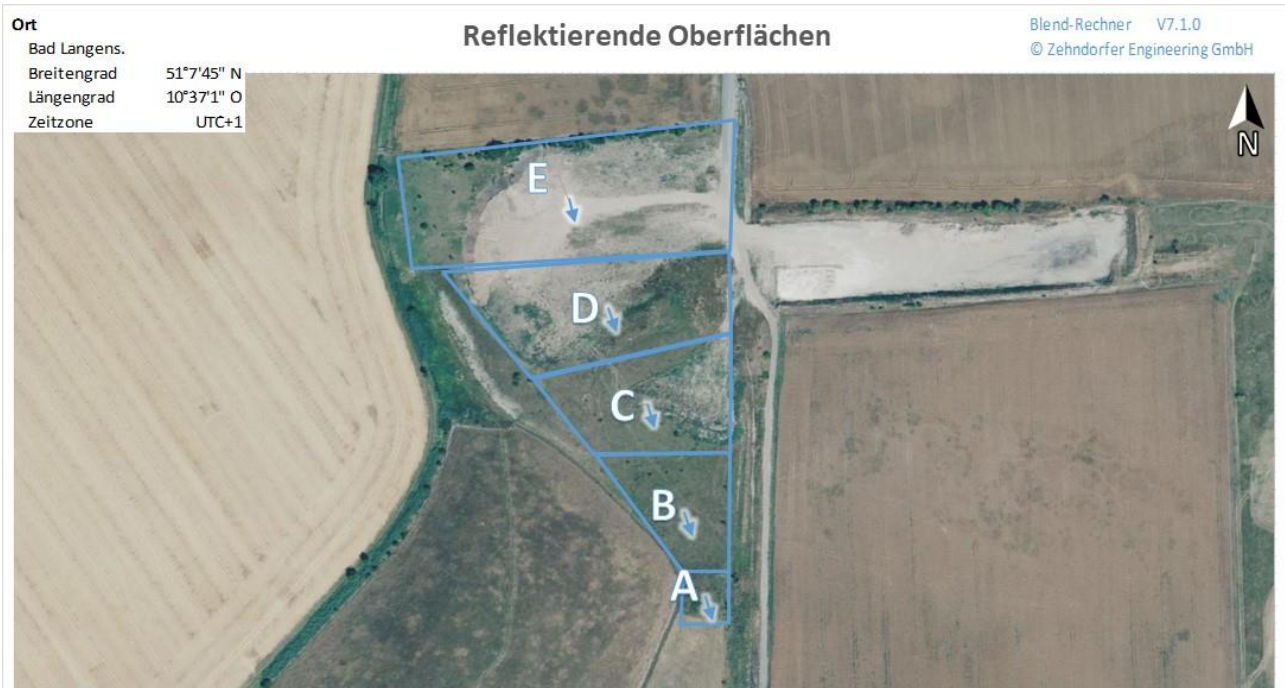 Ort
Reflektierende Oberflächen
Blend-Rechner V7.1.0
© Zehndorfer Engineering GmbH
Bad Langens.
Breitengrad 51°7'45" N
Längengrad 10°37'1" O
Zeitzone UTC+1
N
E
D
C
B
A